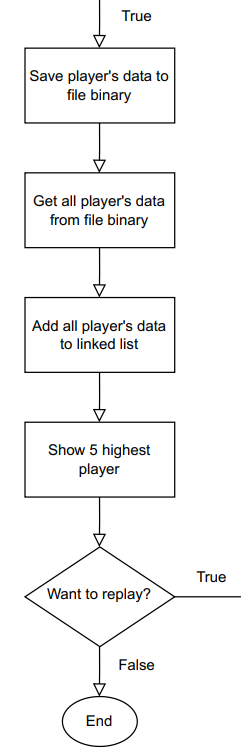 True
Save player's data to
file binary
Get all player's data
from file binary
Add all player's data
to linked list
Show 5 highest
player
Want to replay?
True
False
End